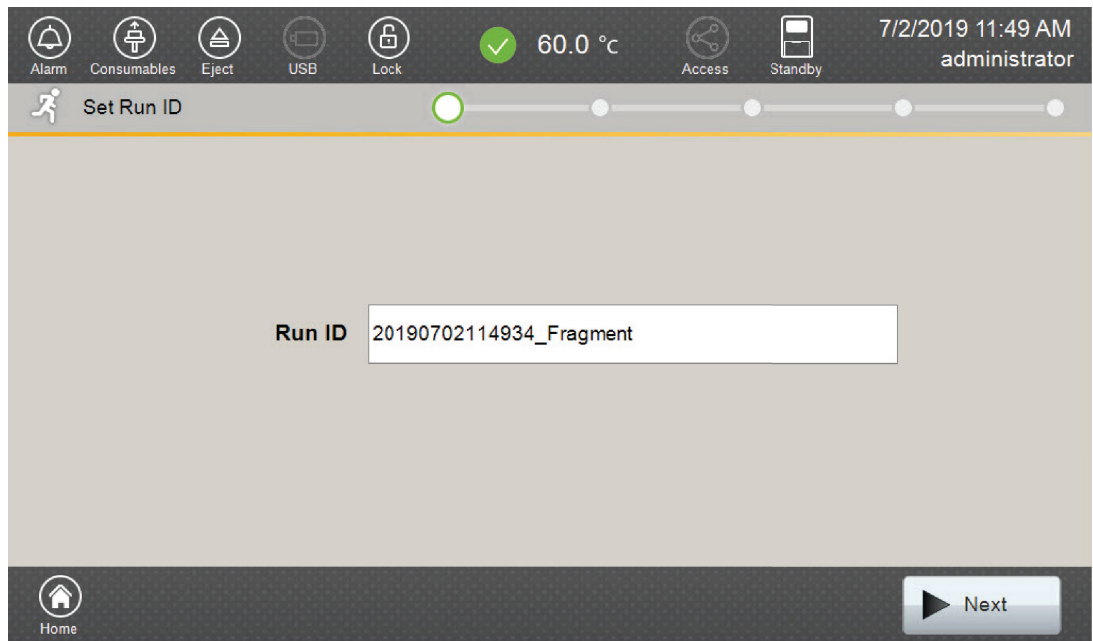 Alarm
Consumables
Eject
USB
Lock
60.0 °c
Access
Standby
7/2/2019 11:49 AM
administrator
Set Run ID
Run ID
20190702114934_Fragment
Home
Next